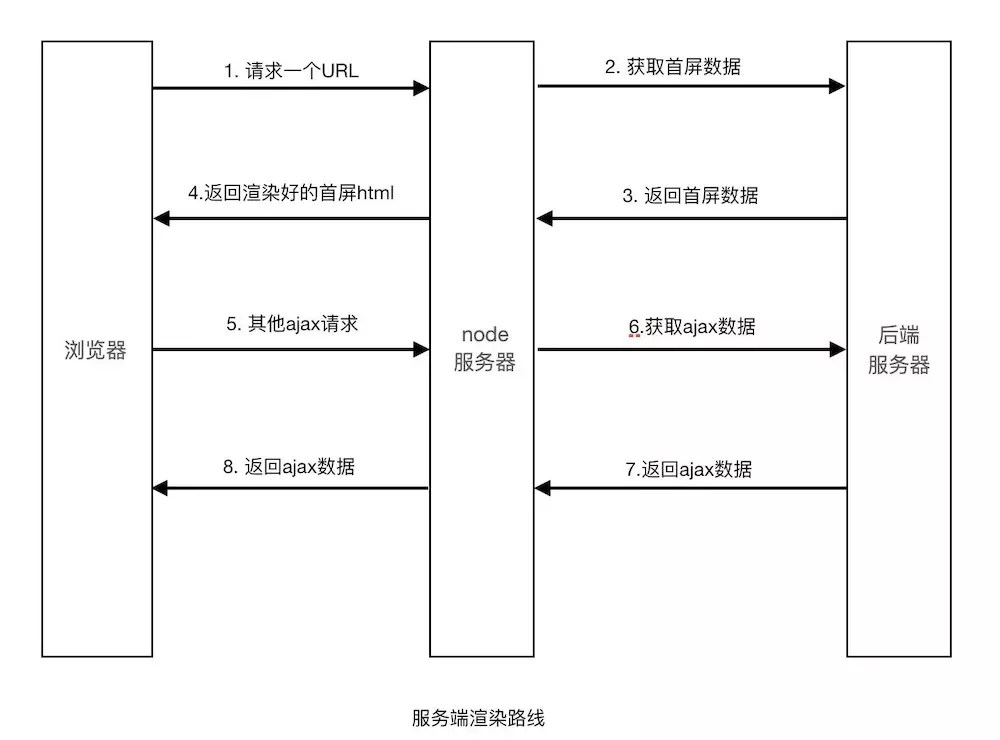 1. 请求一个URL
2. 获取首屏数据
4.返回渲染好的首屏html
3. 返回首屏数据
5. 其他ajax请求
6.获取ajax数据
浏览器
node
服务器
后端
服务器
8. 返回ajax数据
7.返回ajax数据
服务端渲染路线